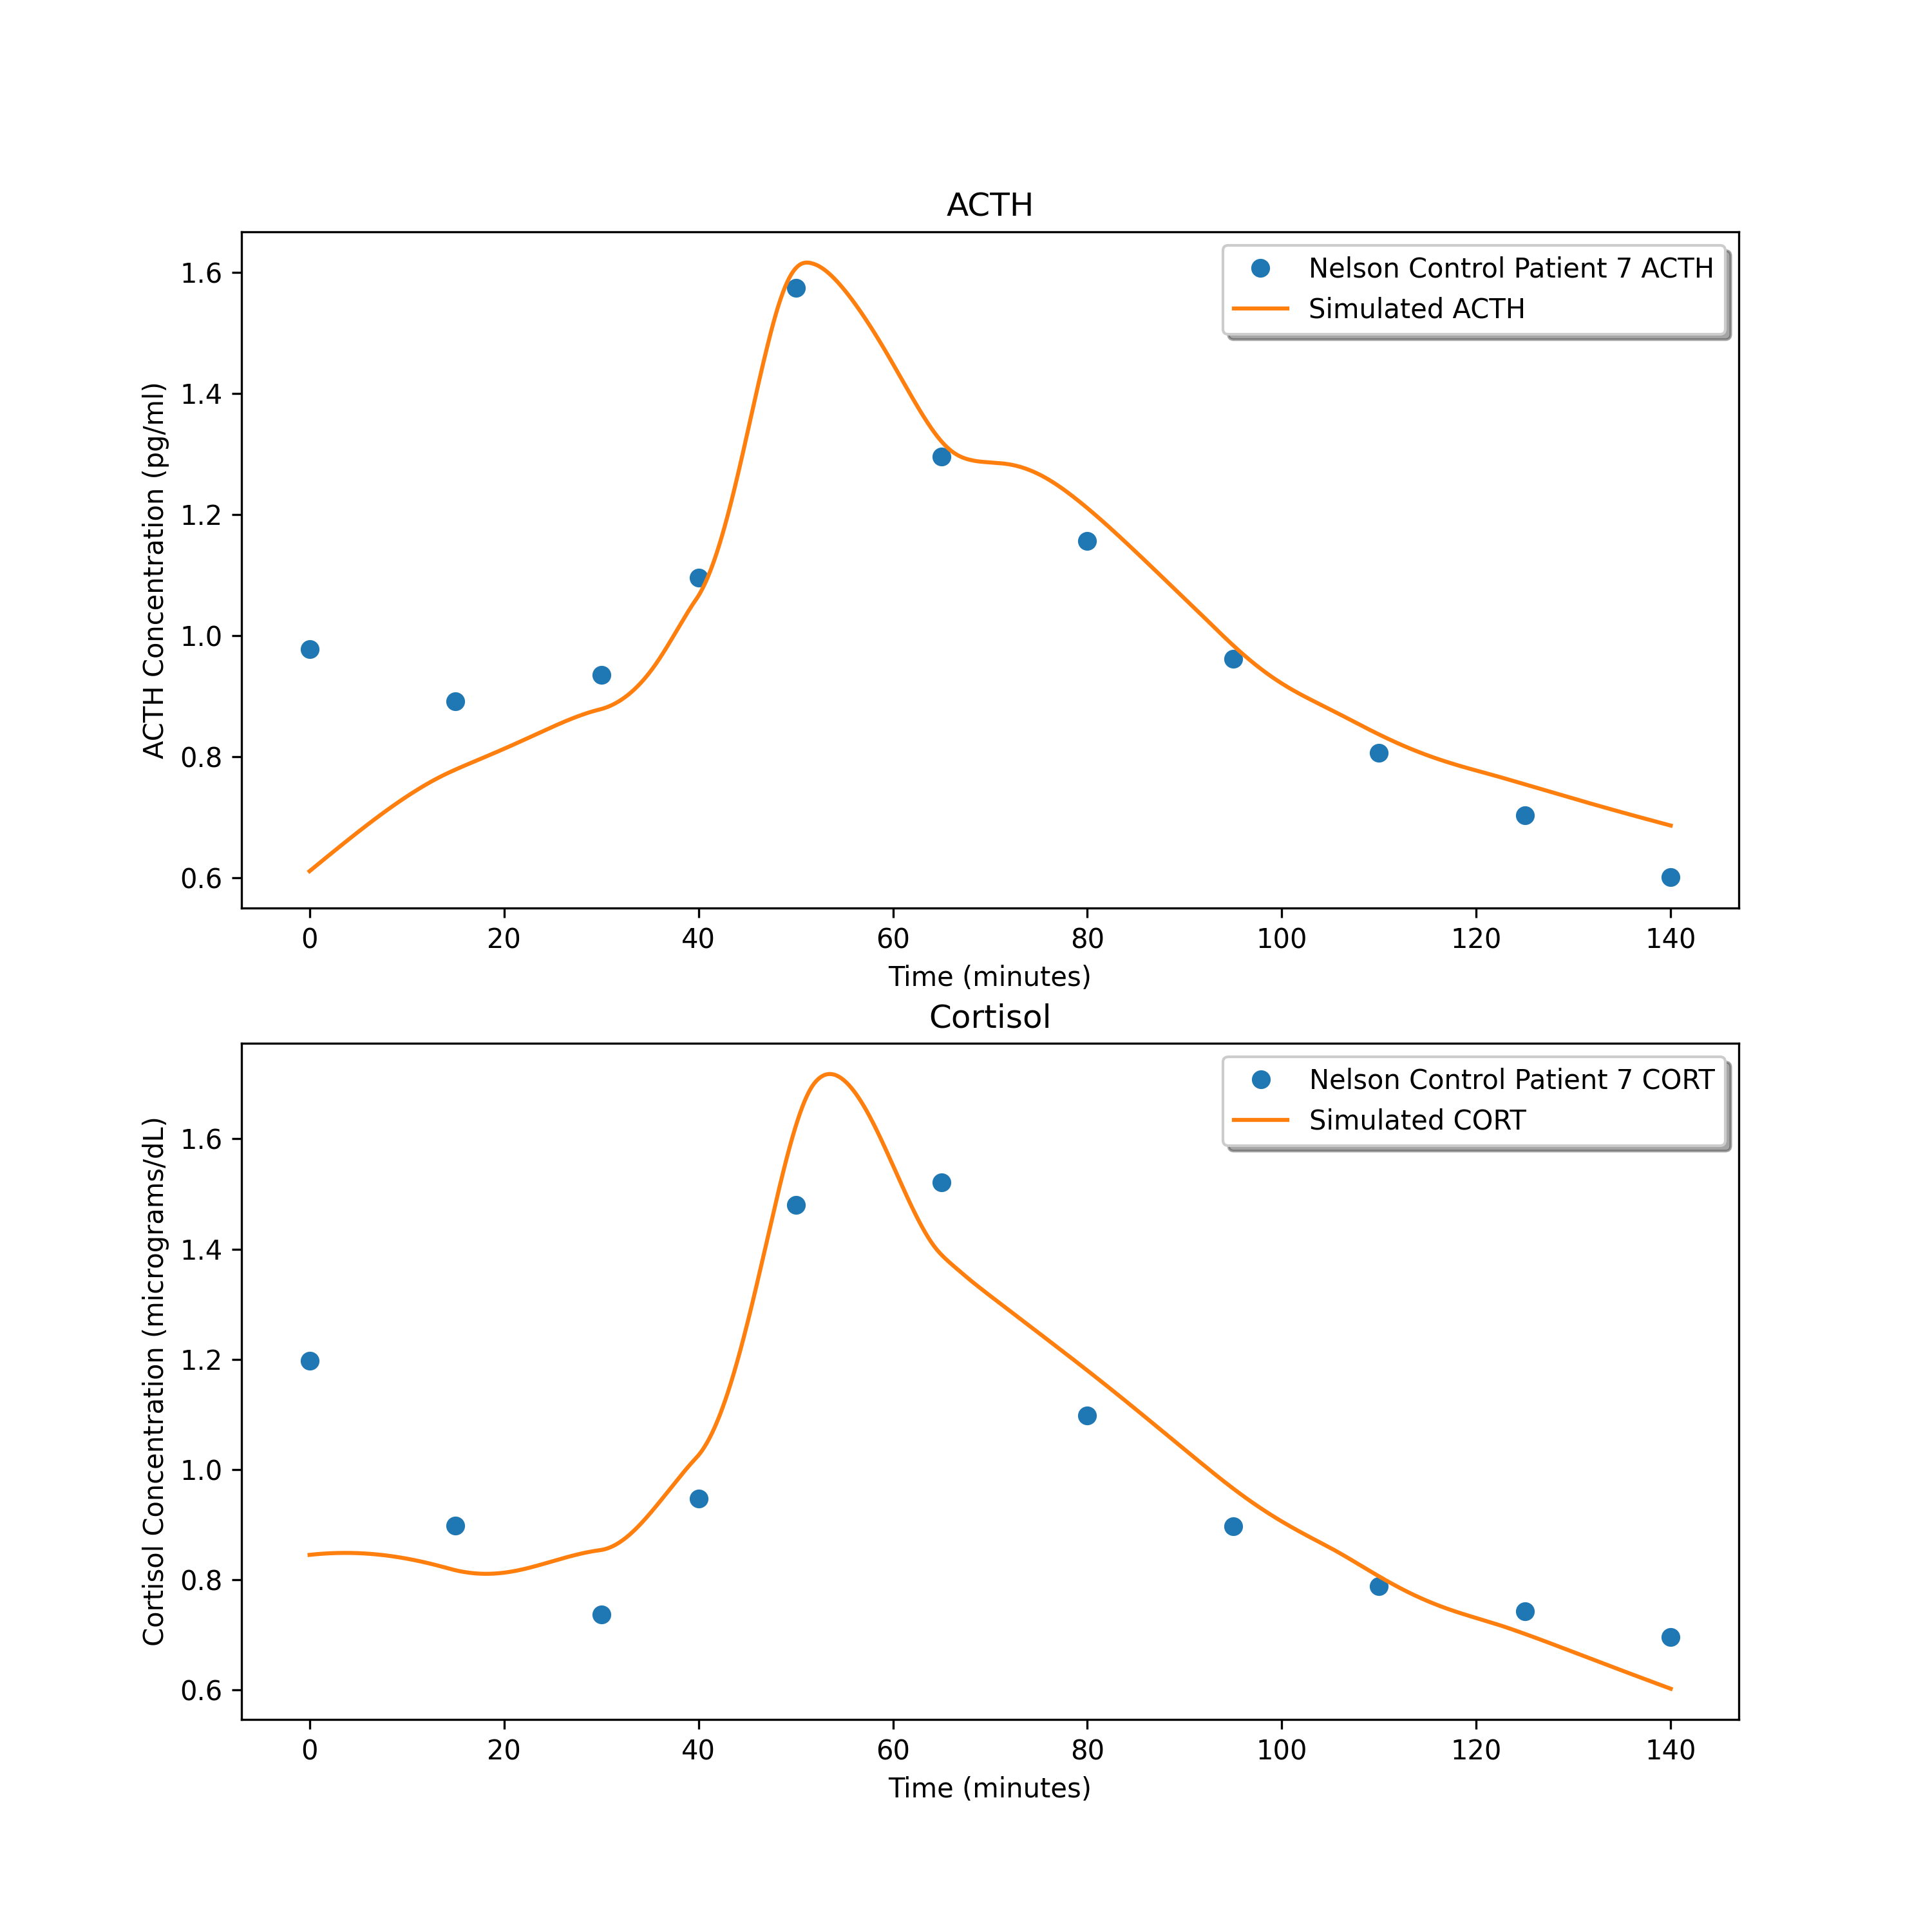 ACTH
Nelson Control Patient 7 ACTH
Simulated ACTH
ACTH Concentration (pg/ml)
1.6
1.4
1.2
1.0
0.8
0.6
0 20 40 60 80 100 120 140
Time (minutes)
Cortisol
Nelson Control Patient 7 CORT
Simulated CORT
Cortisol Concentration (micrograms/dL)
1.6
1.4
1.2
1.0
0.8
0.6
0 20 40 60 80 100 120 140
Time (minutes)